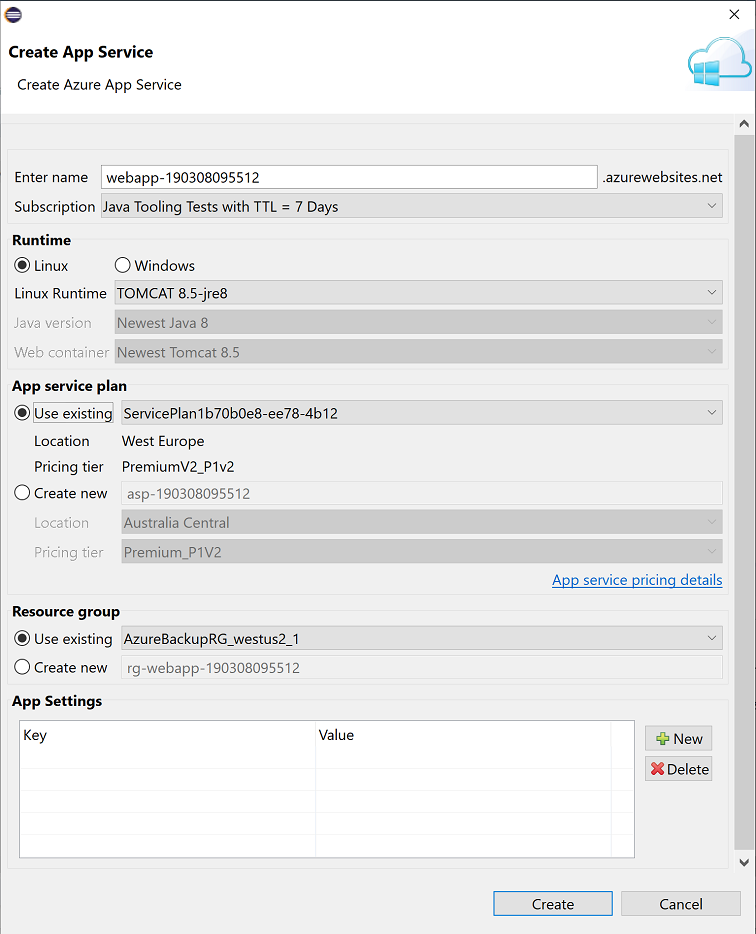 Create App Service
Create Azure App Service
Enter name webapp-190308095512 .azurewebsites.net
Subscription Java Tooling Tests with TTL = 7 Days
Runtime
Linux Windows
Linux Runtime TOMCAT 8.5-jre8
Java version Newest Java 8
Web container Newest Tomcat 8.5
App service plan
Use existing ServicePlan1b70b0e8-ee78-4b12
Location West Europe
Pricing tier PremiumV2_P1v2
Create new asp-190308095512
Location Australia Central
Pricing tier Premium_P1V2
App service pricing details
Resource group
Use existing AzureBackupRG_westus2_1
Create new rg-webapp-190308095512
App Settings
Key Value
New
Delete
Create Cancel